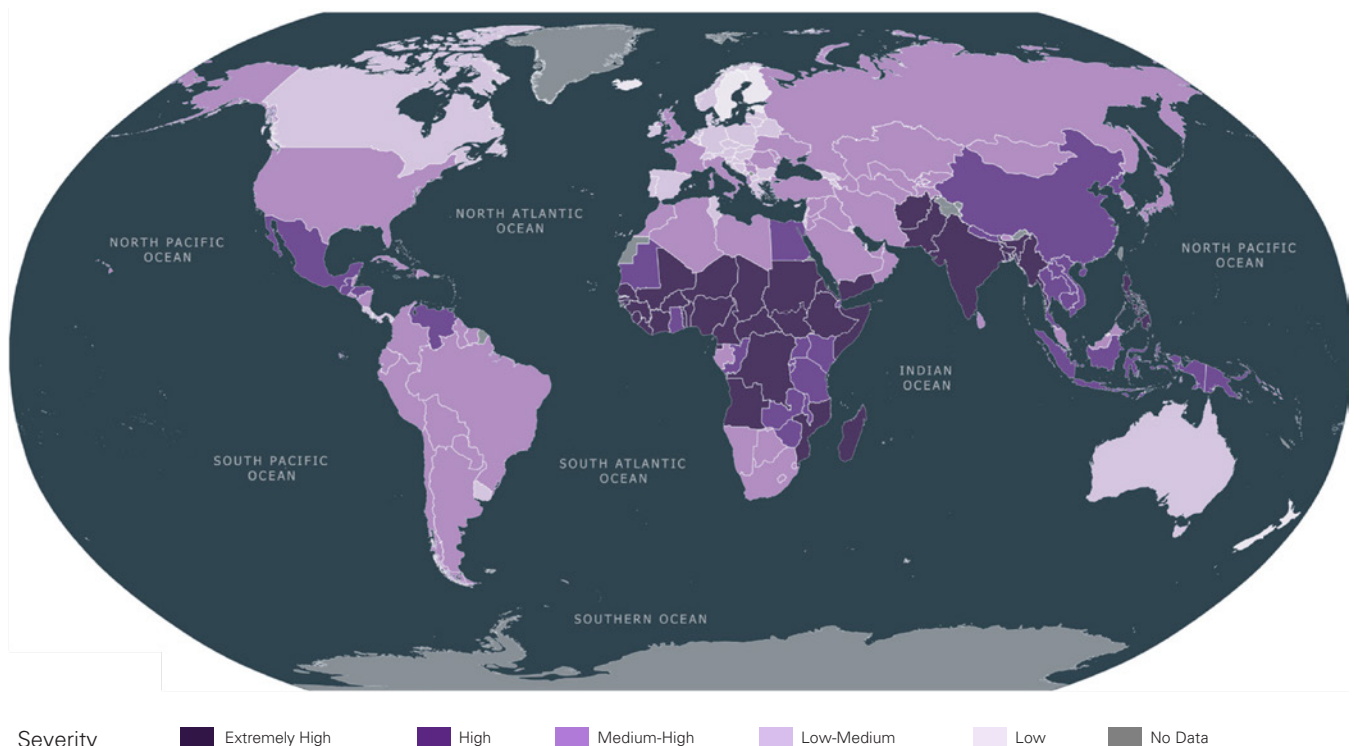 NORTH ATLANTIC
OCEAN
NORTH PACIFIC
OCEAN
NORTH PACIFIC
OCEAN
INDIAN
OCEAN
SOUTH PACIFIC
OCEAN
SOUTH ATLANTIC
OCEAN
SOUTHERN OCEAN
Severity
Extremely High
High
Medium-High
Low-Medium
Low
No Data